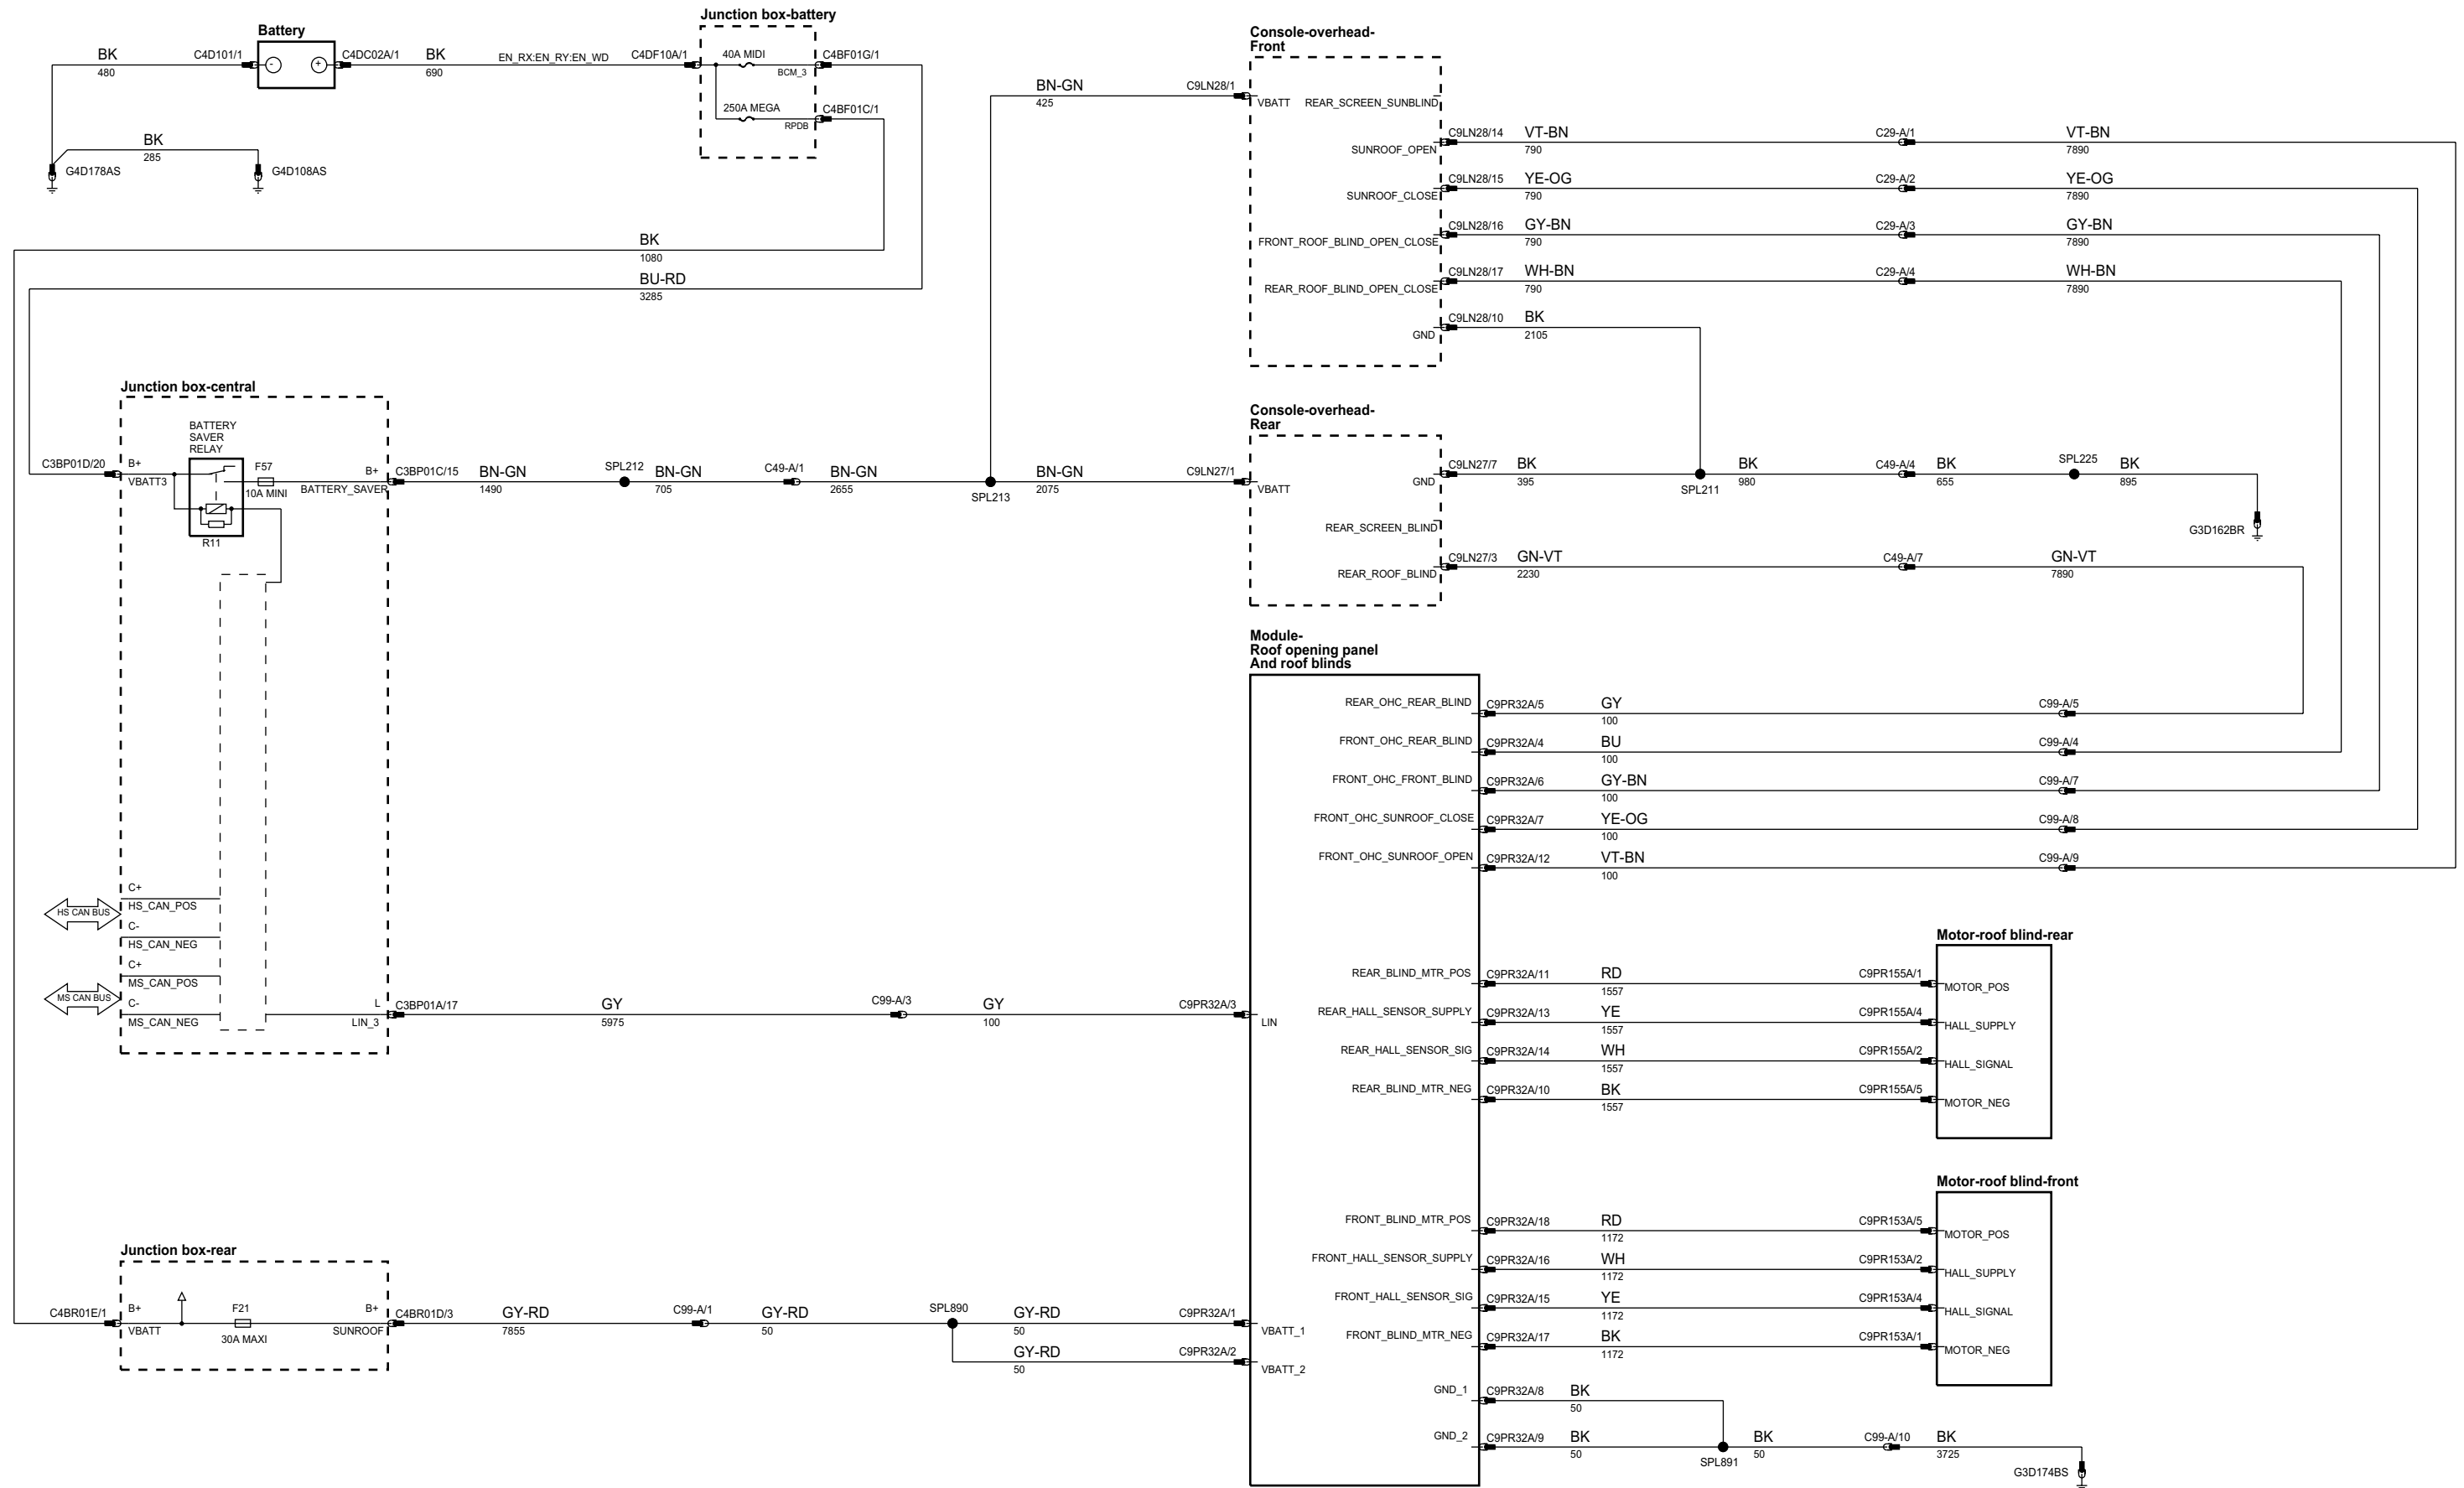 Junction box-battery
Battery
BK
480
C4D101/1
-
+
C4DC02A/1
BK
690
EN_RX:EN_RY:EN_WD
C4DF10A/1
40A MIDI
BCM_3
C4BF01G/1
250A MEGA
RPDB
C4BF01C/1
BK
285
G4D178AS
G4D108AS
BK
1080
BU-RD
3285
Console-overhead-
Front
BN-GN
425
C9LN28/1
VBATT
REAR_SCREEN_SUNBLIND
SUNROOF_OPEN
C9LN28/14
VT-BN
790
C29-A/1
VT-BN
7890
SUNROOF_CLOSE
C9LN28/15
YE-OG
790
C29-A/2
YE-OG
7890
FRONT_ROOF_BLIND_OPEN_CLOSE
C9LN28/16
GY-BN
790
C29-A/3
GY-BN
7890
REAR_ROOF_BLIND_OPEN_CLOSE
C9LN28/17
WH-BN
790
C29-A/4
WH-BN
7890
GND
C9LN28/10
BK
2105
Junction box-central
BATTERY
SAVER
RELAY
C3BP01D/20
B+
VBATT3
F57
10A MINI
R11
B+
BATTERY_SAVER
C3BP01C/15
BN-GN
1490
SPL212
BN-GN
705
C49-A/1
BN-GN
2655
SPL213
BN-GN
2075
C9LN27/1
Console-overhead-
Rear
VBATT
GND
C9LN27/7
BK
395
SPL211
BK
980
C49-A/4
BK
655
SPL225
BK
895
G3D162BR
REAR_SCREEN_BLIND
REAR_ROOF_BLIND
C9LN27/3
GN-VT
2230
C49-A/7
GN-VT
7890
Module-
Roof opening panel
And roof blinds
REAR_OHC_REAR_BLIND
C9PR32A/5
GY
100
C99-A/5
FRONT_OHC_REAR_BLIND
C9PR32A/4
BU
100
C99-A/4
FRONT_OHC_FRONT_BLIND
C9PR32A/6
GY-BN
100
C99-A/7
FRONT_OHC_SUNROOF_CLOSE
C9PR32A/7
YE-OG
100
C99-A/8
FRONT_OHC_SUNROOF_OPEN
C9PR32A/12
VT-BN
100
C99-A/9
HS CAN BUS
C+
HS_CAN_POS
C-
HS_CAN_NEG
MS CAN BUS
C+
MS_CAN_POS
C-
MS_CAN_NEG
L
LIN_3
C3BP01A/17
GY
5975
C99-A/3
GY
100
C9PR32A/3
LIN
Motor-roof blind-rear
REAR_BLIND_MTR_POS
C9PR32A/11
RD
1557
C9PR155A/1
MOTOR_POS
REAR_HALL_SENSOR_SUPPLY
C9PR32A/13
YE
1557
C9PR155A/4
HALL_SUPPLY
REAR_HALL_SENSOR_SIG
C9PR32A/14
WH
1557
C9PR155A/2
HALL_SIGNAL
REAR_BLIND_MTR_NEG
C9PR32A/10
BK
1557
C9PR155A/5
MOTOR_NEG
Motor-roof blind-front
FRONT_BLIND_MTR_POS
C9PR32A/18
RD
1172
C9PR153A/5
MOTOR_POS
FRONT_HALL_SENSOR_SUPPLY
C9PR32A/16
WH
1172
C9PR153A/2
HALL_SUPPLY
FRONT_HALL_SENSOR_SIG
C9PR32A/15
YE
1172
C9PR153A/4
HALL_SIGNAL
FRONT_BLIND_MTR_NEG
C9PR32A/17
BK
1172
C9PR153A/1
MOTOR_NEG
Junction box-rear
C4BR01E/1
B+
VBATT
F21
30A MAXI
B+
SUNROOF
C4BR01D/3
GY-RD
7855
C99-A/1
GY-RD
50
SPL890
GY-RD
50
C9PR32A/1
VBATT_1
GY-RD
50
C9PR32A/2
VBATT_2
GND_1
C9PR32A/8
BK
50
GND_2
C9PR32A/9
BK
50
SPL891
BK
50
C99-A/10
BK
3725
G3D174BS